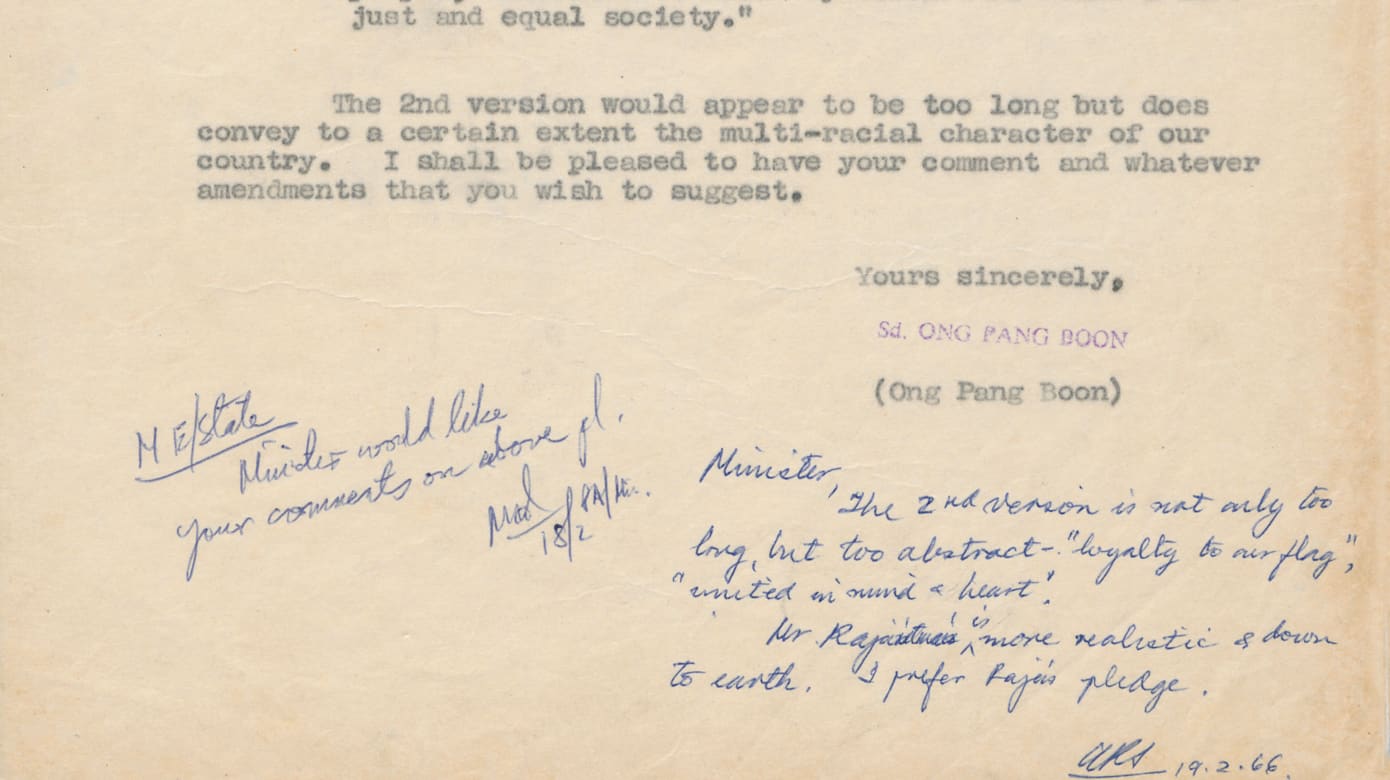 just and equal society."
The 2nd version would appear to be too long but does
convey to a certain extent the multi-racial character of our
country. I shall be pleased to have your comment and whatever
amendments that you wish to suggest.
Yours sincerely,
Sd. ONG PANG BOON
(Ong Pang Boon)
M E/State
Minister would like
your comments on above pl.
18/2
Minister,
The 2nd version is not only too
long, but too abstract - "loyalty to our flag",
"united in mind & heart".
Mr. Raja is more realistic & down
to earth. I prefer Raja's pledge.
19.2.66